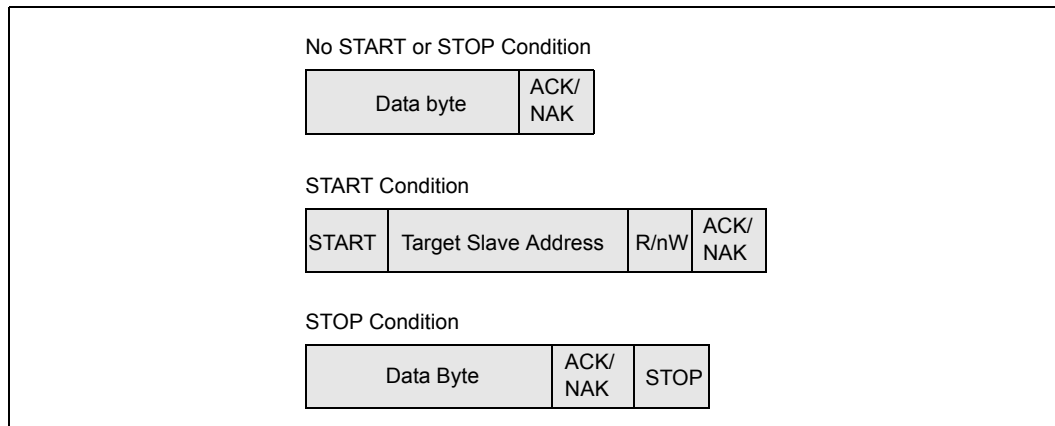 No START or STOP Condition
Data byte
ACK/
NAK
START Condition
START
Target Slave Address
R/nW
ACK/
NAK
STOP Condition
Data Byte
ACK/
NAK
STOP